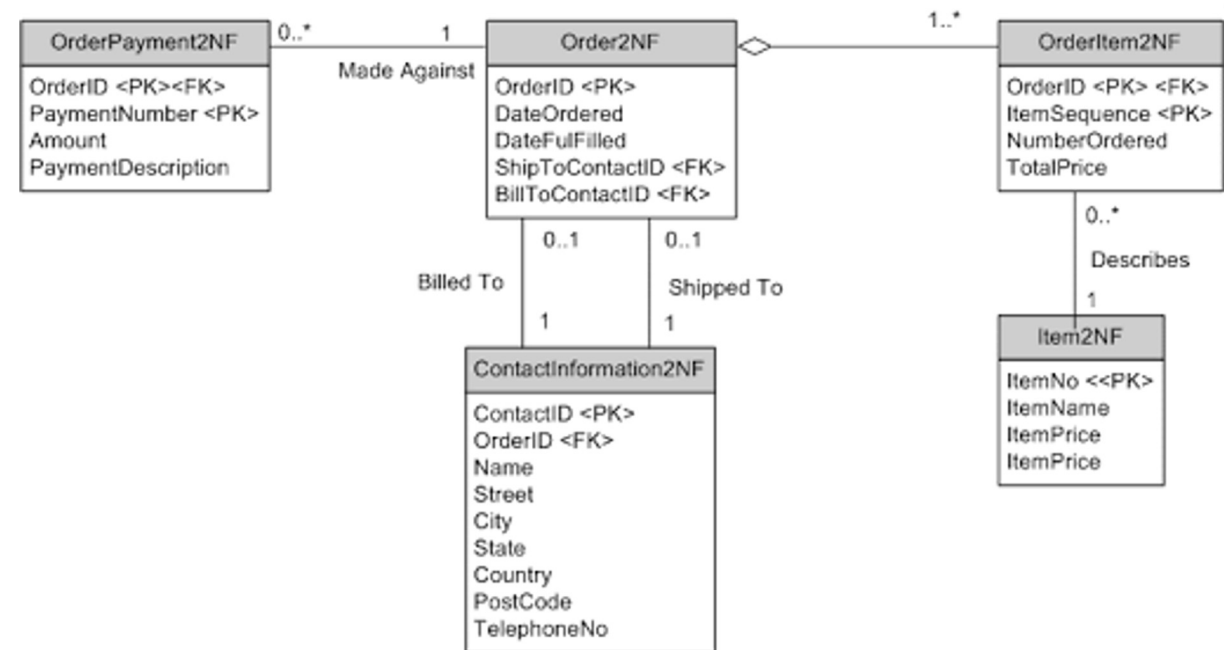 OrderPayment2NF
OrderID <PK><FK>
PaymentNumber <PK>
Amount
PaymentDescription
0..*
1
Made Against
Order2NF
OrderID <PK>
DateOrdered
DateFulFilled
ShipToContactID <FK>
BillToContactID <FK>
1..*
OrderItem2NF
OrderID <PK> <FK>
ItemSequence <PK>
NumberOrdered
TotalPrice
0..1
0..1
Billed To
Shipped To
1
1
0..*
Describes
1
ContactInformation2NF
ContactID <PK>
OrderID <FK>
Name
Street
City
State
Country
PostCode
TelephoneNo
Item2NF
ItemNo <<PK>
ItemName
ItemPrice
ItemPrice